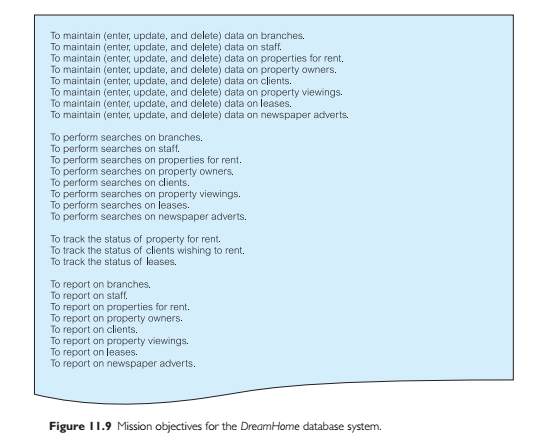 To maintain (enter, update, and delete) data on branches.
To maintain (enter, update, and delete) data on staff.
To maintain (enter, update, and delete) data on properties for rent.
To maintain (enter, update, and delete) data on property owners.
To maintain (enter, update, and delete) data on clients.
To maintain (enter, update, and delete) data on property viewings.
To maintain (enter, update, and delete) data on leases.
To maintain (enter, update, and delete) data on newspaper adverts.
To perform searches on branches.
To perform searches on staff.
To perform searches on properties for rent.
To perform searches on property owners.
To perform searches on clients.
To perform searches on property viewings.
To perform searches on leases.
To perform searches on newspaper adverts.
To track the status of property for rent.
To track the status of clients wishing to rent.
To track the status of leases.
To report on branches.
To report on staff.
To report on properties for rent.
To report on property owners.
To report on clients.
To report on property viewings.
To report on leases.
To report on newspaper adverts.
Figure 11.9 Mission objectives for the DreamHome database system.